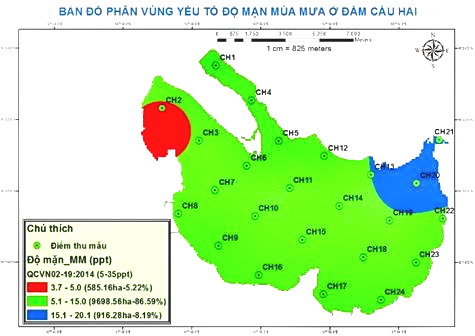 BẢN ĐỒ PHÂN VÙNG YẾU TỐ ĐỘ MẶN MÙA MƯA Ở ĐẦM CẦU HAI
0 875 1.750 3.500 5.250 7.000
Meters
1 cm = 825 meters
CH1
CH2
CH4
CH3
CH5
CH21
CH6
CH12
CH13
CH20
CH7
CH11
CH8
CH10
CH14
CH19
CH22
CH9
CH15
CH18
CH23
CH16
CH17
CH24
Chú thích
Điểm thu mẫu
Độ mặn_MM (ppt)
QCVN02-19:2014 (5-35ppt)
3.7 - 5.0 (585.16ha-5.22%)
5.1 - 15.0 (9698.56ha-86.59%)
15.1 - 20.1 (916.28ha-8.19%)